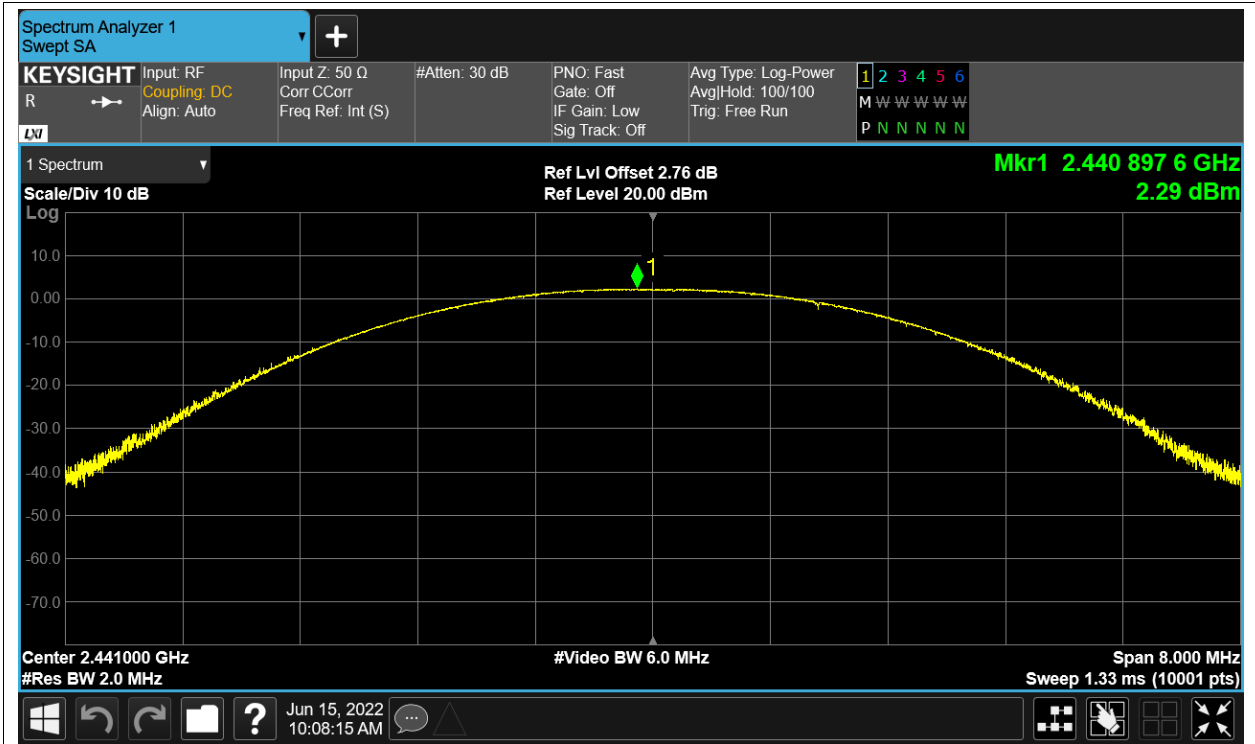 Spectrum Analyzer 1
Swept SA
KEYSIGHT
R
LXI
Input: RF
Coupling: DC
Align: Auto
Input Z: 50 Ω
Corr CCorr
Freq Ref: Int (S)
#Atten: 30 dB
PNO: Fast
Gate: Off
IF Gain: Low
Sig Track: Off
Avg Type: Log-Power
Avg|Hold: 100/100
Trig: Free Run
1 2 3 4 5 6
M W W W W W W
P N N N N N
1 Spectrum
Scale/Div 10 dB
Log
Ref Lvl Offset 2.76 dB
Ref Level 20.00 dBm
Mkr1 2.440 897 6 GHz
2.29 dBm
1
10.0
0.00
-10.0
-20.0
-30.0
-40.0
-50.0
-60.0
-70.0
Center 2.441000 GHz
#Video BW 6.0 MHz
Span 8.000 MHz
#Res BW 2.0 MHz
Sweep 1.33 ms (10001 pts)
?
Jun 15, 2022
10:08:15 AM